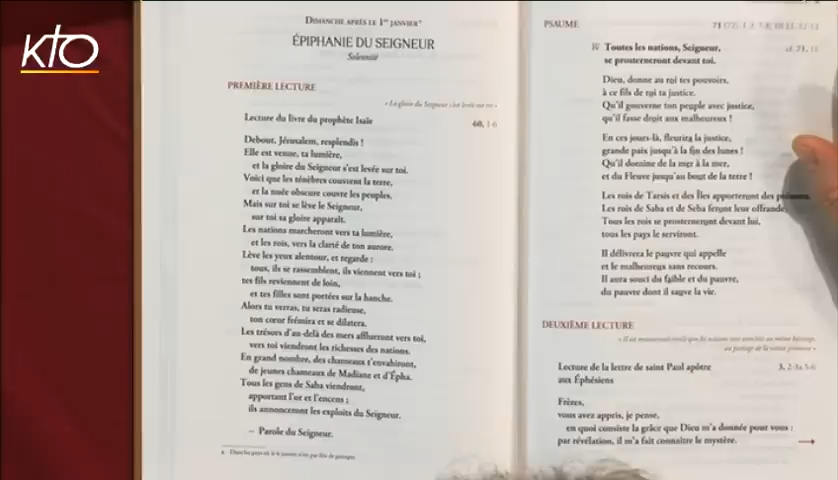 KTO
Dimanche après le 1er janvier*
ÉPIPHANIE DU SEIGNEUR
Solennité
PREMIÈRE LECTURE
« La gloire du Seigneur s'est levée sur toi »
Lecture du livre du prophète Isaïe 60, 1-6
Debout, Jérusalem, resplendis !
Elle est venue, ta lumière,
et la gloire du Seigneur s'est levée sur toi.
Voici que les ténèbres couvrent la terre,
et la nuée obscure couvre les peuples.
Mais sur toi se lève le Seigneur,
sur toi sa gloire apparaît.
Les nations marcheront vers ta lumière,
et les rois, vers la clarté de ton aurore.
Lève les yeux alentour, et regarde :
tous, ils se rassemblent, ils viennent vers toi ;
tes fils reviennent de loin,
et tes filles sont portées sur la hanche.
Alors tu verras, tu seras radieuse,
ton cœur frémira et se dilatera.
Les trésors d'au-delà des mers afflueront vers toi,
vers toi viendront les richesses des nations.
En grand nombre, des chameaux t'envahiront,
de jeunes chameaux de Madiane et d'Épha.
Tous les gens de Saba viendront,
apportant l'or et l'encens ;
ils annonceront les exploits du Seigneur.
– Parole du Seigneur.
PSAUME 71 (72)
R/ Toutes les nations, Seigneur, cf. 71, 11
se prosterneront devant toi.
Dieu, donne au roi tes pouvoirs,
à ce fils de roi ta justice.
Qu'il gouverne ton peuple avec justice,
qu'il fasse droit aux malheureux !
En ces jours-là, fleurira la justice,
grande paix jusqu'à la fin des lunes !
Qu'il domine de la mer à la mer,
et du Fleuve jusqu'au bout de la terre !
Les rois de Tarsis et des Îles apporteront des
Les rois de Saba et de Seba feront leur offrande.
Tous les rois se prosterneront devant lui,
tous les pays le serviront.
Il délivrera le pauvre qui appelle
et le malheureux sans recours.
Il aura souci du faible et du pauvre,
du pauvre dont il sauve la vie.
DEUXIÈME LECTURE
Lecture de la lettre de saint Paul apôtre 3, 2-3a.5-6
aux Éphésiens
Frères,
vous avez appris, je pense,
en quoi consiste la grâce que Dieu m'a donnée pour vous :
par révélation, il m'a fait connaître le mystère.